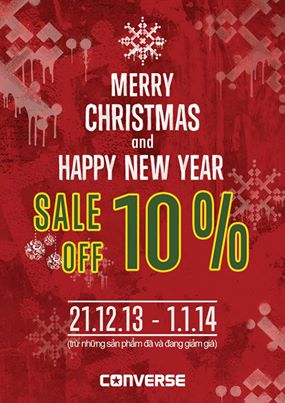 MERRY
CHRISTMAS
and
HAPPY NEW YEAR
SALE OFF 10%
21.12.13 - 1.1.14
(trừ những sản phẩm đã và đang giảm giá)
CONVERSE